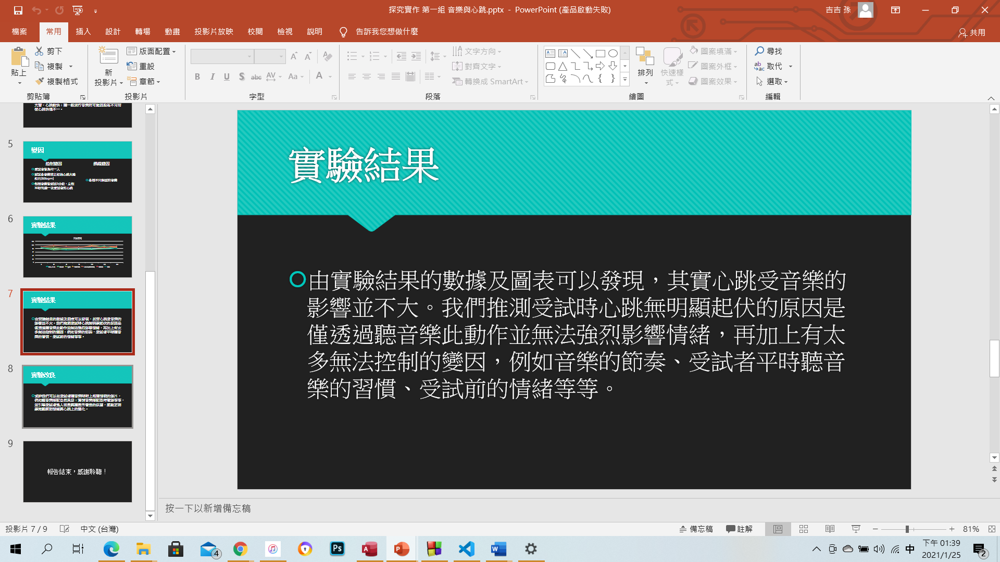 探究實作 第一組 音樂與心跳.pptx - PowerPoint (產品啟動失敗)
吉吉 孫
檔案 常用 插入 設計 轉場 動畫 投影片放映 校閱 檢視 說明 告訴我您想做什麼
共用
貼上
剪下
複製
複製格式
剪貼簿
新
投影片
版面配置
重設
章節
投影片
B I U S abc AV Aa A
字型
文字方向
對齊文字
轉換成 SmartArt
段落
排列
快速樣
式
圖案填滿
圖案外框
圖案效果
繪圖
尋找
取代
選取
編輯
5
變因
控制變因
操縱變因
6
實驗結果
7
實驗結果
8
實驗改良
9
報告結束，感謝聆聽！
實驗結果
由實驗結果的數據及圖表可以發現，其實心跳受音樂的
影響並不大。我們推測受試時心跳無明顯起伏的原因是
僅透過聽音樂此動作並無法強烈影響情緒，再加上有太
多無法控制的變因，例如音樂的節奏、受試者平時聽音
樂的習慣、受試前的情緒等等。
按一下以新增備忘稿
投影片 7 / 9
中文 (台灣)
備忘稿
註解
81%
4
Ps
中
下午 01:39
2021/1/25
2